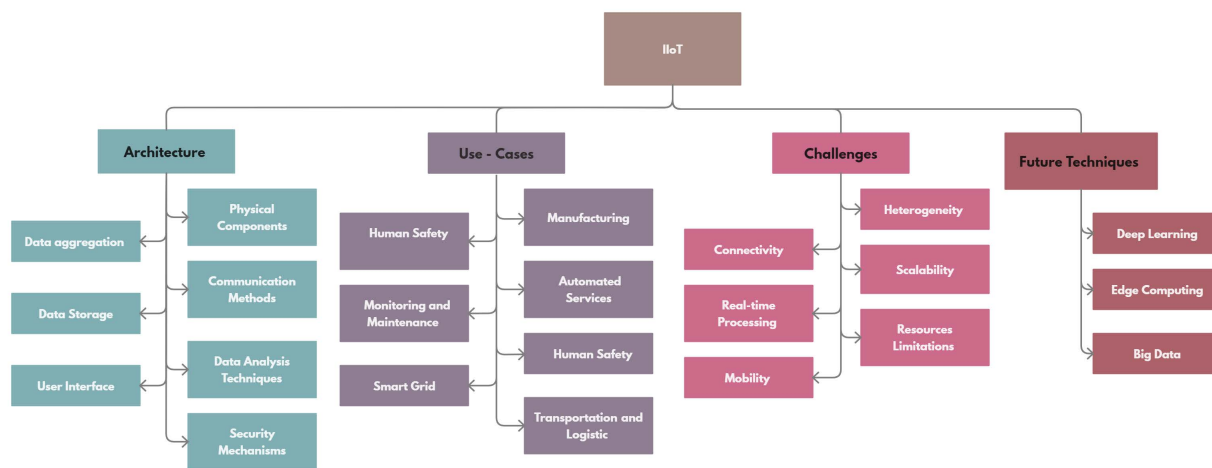 IIoT
Architecture
Use - Cases
Challenges
Future Techniques
Physical
Components
Data aggregation
Communication
Methods
Data Storage
Data Analysis
Techniques
User Interface
Security
Mechanisms
Manufacturing
Human Safety
Automated
Services
Monitoring and
Maintenance
Human Safety
Smart Grid
Transportation and
Logistic
Heterogeneity
Connectivity
Scalability
Real-time
Processing
Resources
Limitations
Mobility
Deep Learning
Edge Computing
Big Data